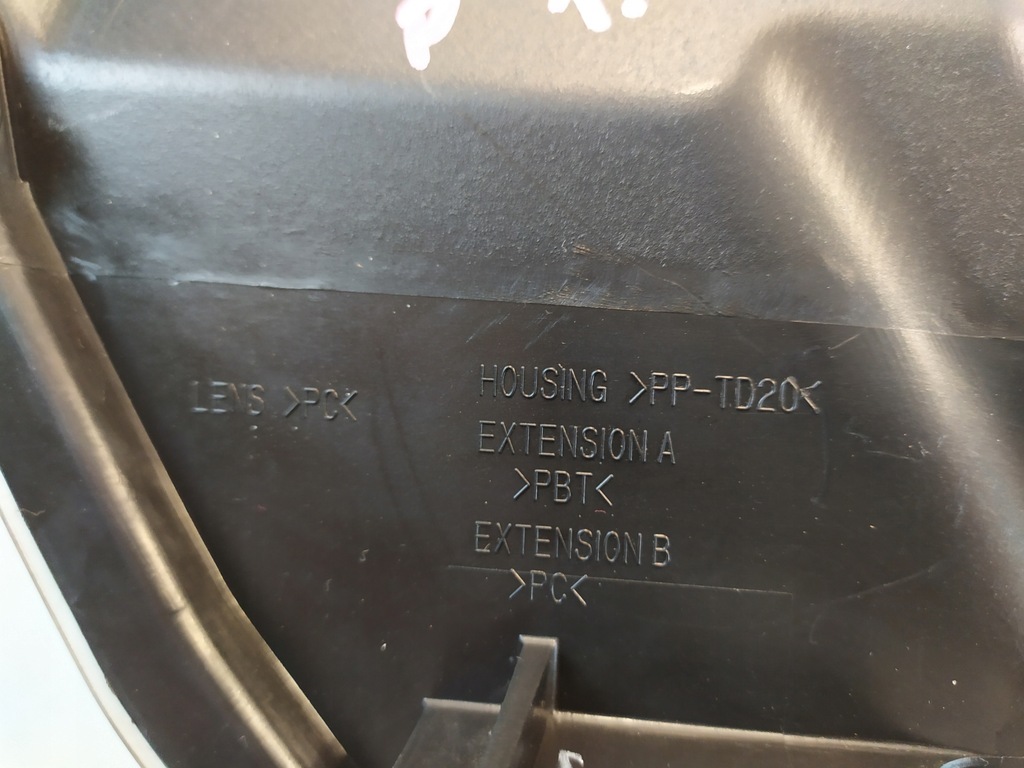 LENS >PC<
HOUSING >PP-TD20<
EXTENSION A
>PBT<
EXTENSION B
>PC<